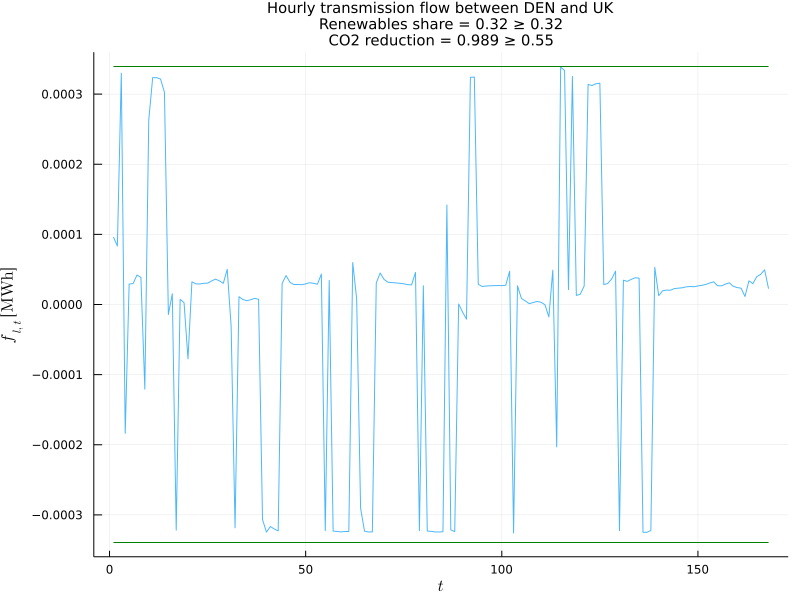 Hourly transmission flow between DEN and UK
Renewables share = 0.32 ≥ 0.32
CO2 reduction = 0.989 ≥ 0.55
0.0003
0.0002
0.0001
0.0000
−0.0001
−0.0002
−0.0003
f_{l,t} [MWh]
0 50 100 150
t